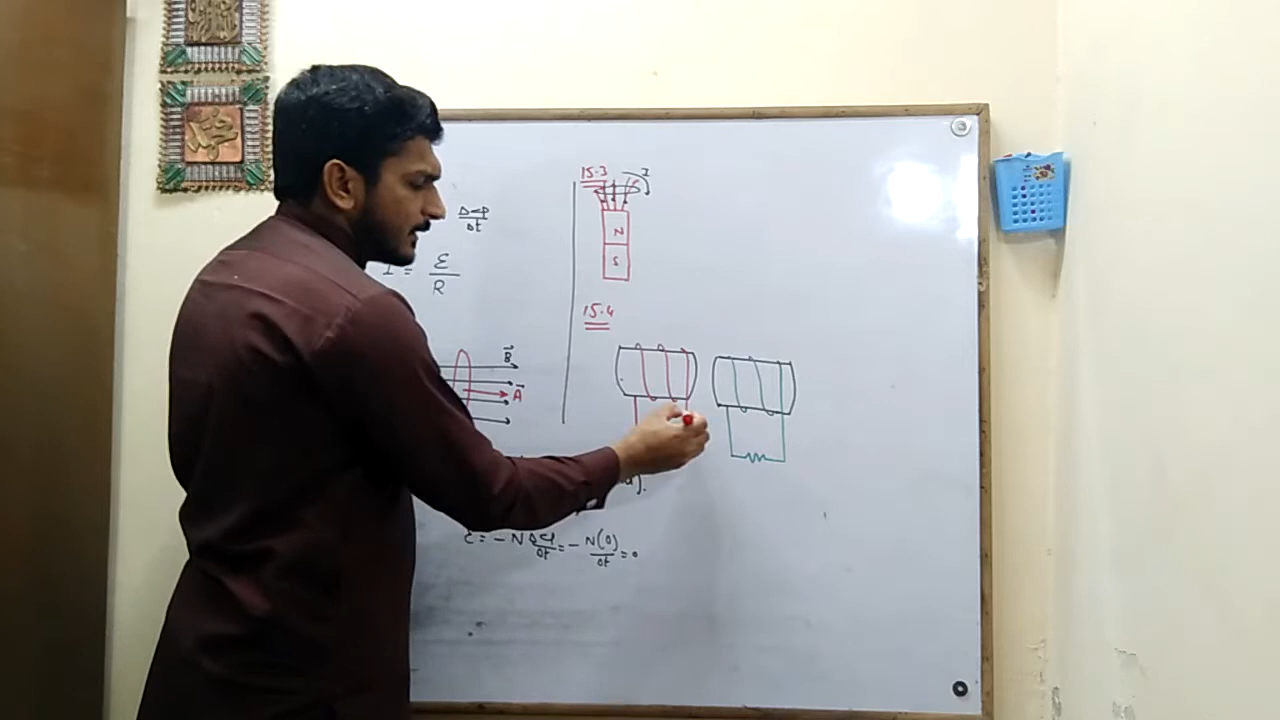 ΔΦ/Δt
I = ε/R
B⃗
A⃗
15.3
I
N
S
15.4
ε = - N ΔΦ/Δt = - N(0)/Δt = 0